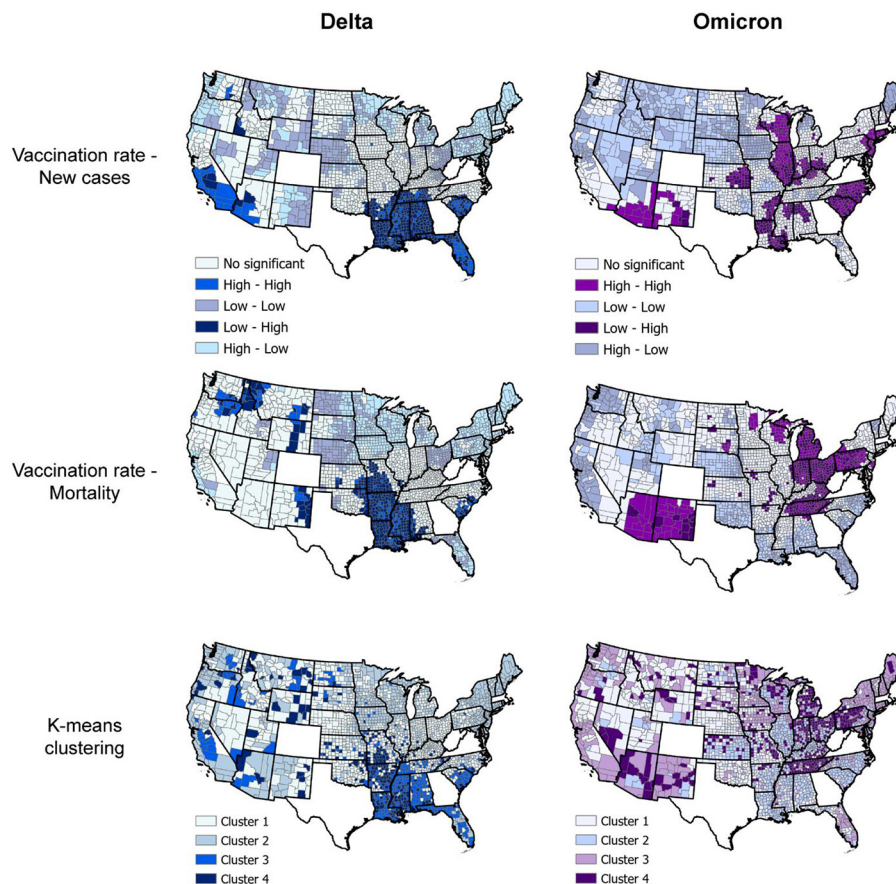 Delta
Omicron
Vaccination rate -
New cases
No significant
High - High
Low - Low
Low - High
High - Low
No significant
High - High
Low - Low
Low - High
High - Low
Vaccination rate -
Mortality
K-means
clustering
Cluster 1
Cluster 2
Cluster 3
Cluster 4
Cluster 1
Cluster 2
Cluster 3
Cluster 4